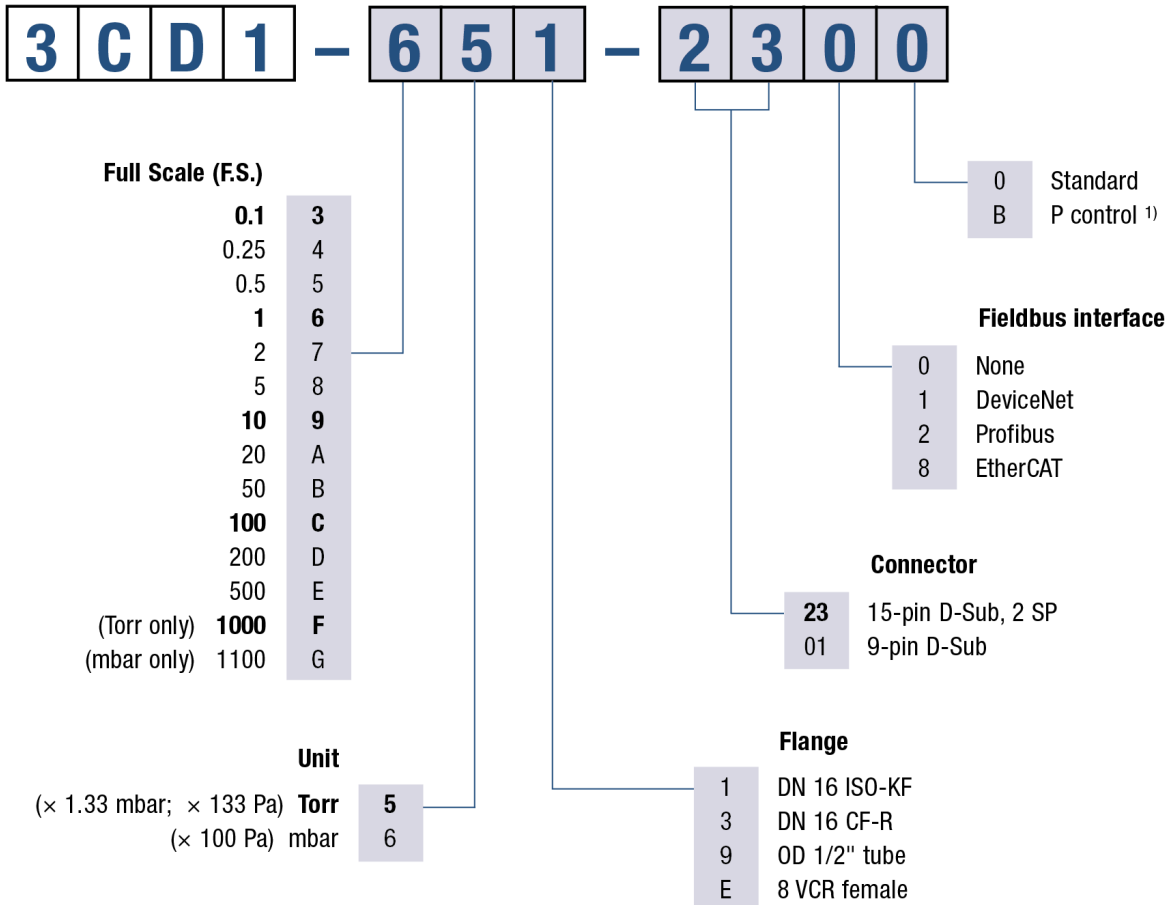 3CD1 – 651 – 2300
Full Scale (F.S.)
0.1 3
0.25 4
0.5 5
1 6
2 7
5 8
10 9
20 A
50 B
100 C
200 D
500 E
(Torr only) 1000 F
(mbar only) 1100 G
Unit
(× 1.33 mbar; × 133 Pa) Torr 5
(× 100 Pa) mbar 6
0 Standard
B P control 1)
Fieldbus interface
0 None
1 DeviceNet
2 Profibus
8 EtherCAT
Connector
23 15-pin D-Sub, 2 SP
01 9-pin D-Sub
Flange
1 DN 16 ISO-KF
3 DN 16 CF-R
9 OD 1/2" tube
E 8 VCR female